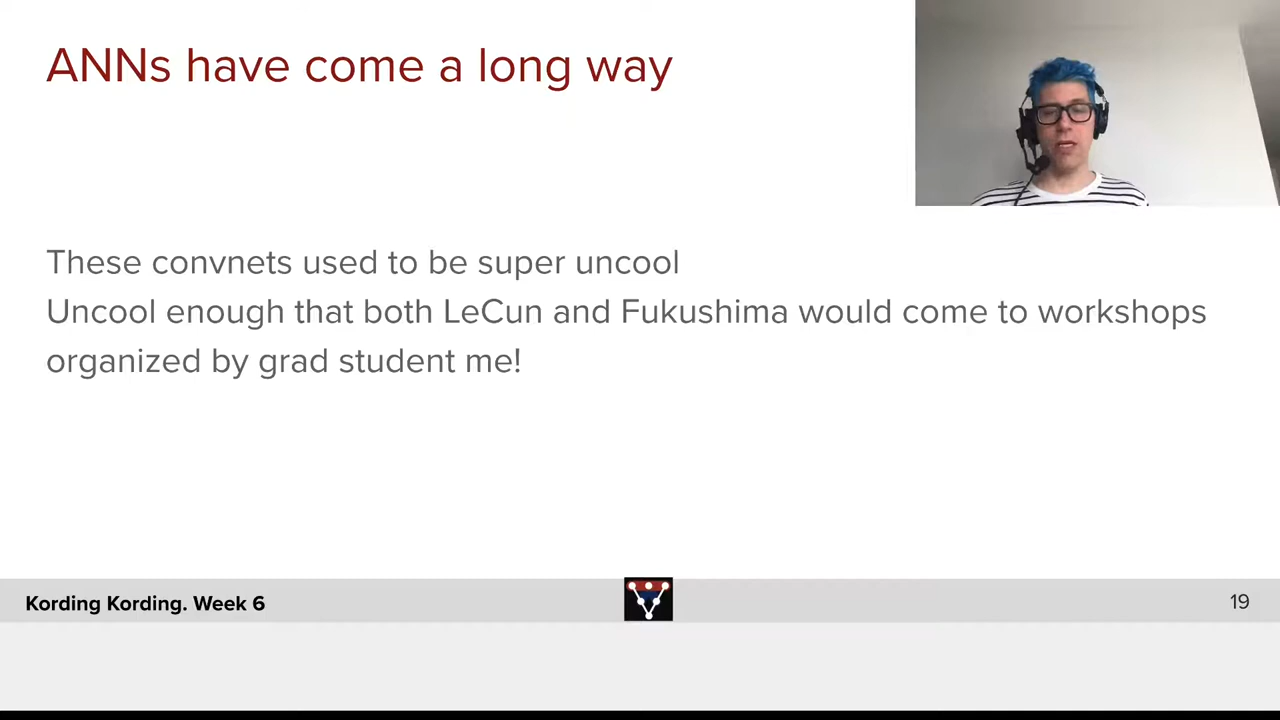 ANNs have come a long way
These convnets used to be super uncool
Uncool enough that both LeCun and Fukushima would come to workshops
organized by grad student me!
Kording Kording. Week 6
19